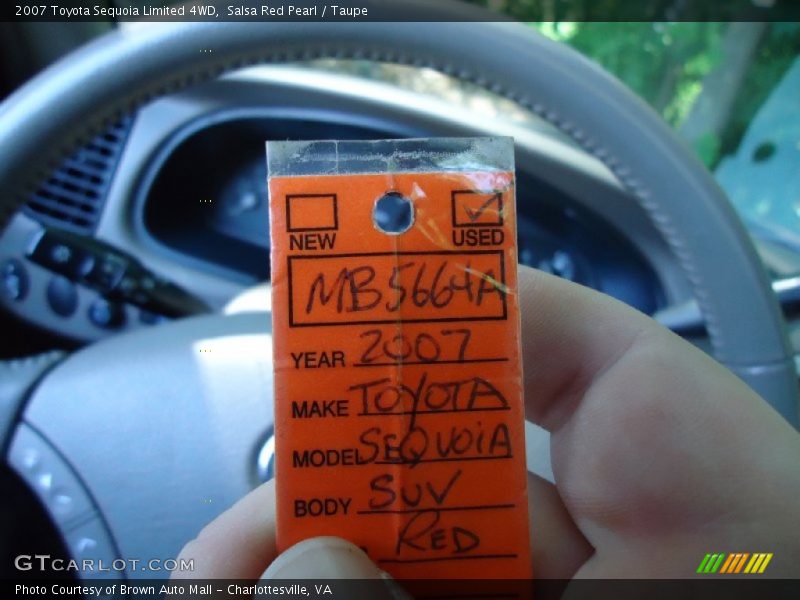 2007 Toyota Sequoia Limited 4WD, Salsa Red Pearl / Taupe
NEW USED
MB5664A
YEAR 2007
MAKE TOYOTA
MODEL SEQUOIA
BODY SUV
RED
GTCARLOT.COM
Photo Courtesy of Brown Auto Mall - Charlottesville, VA